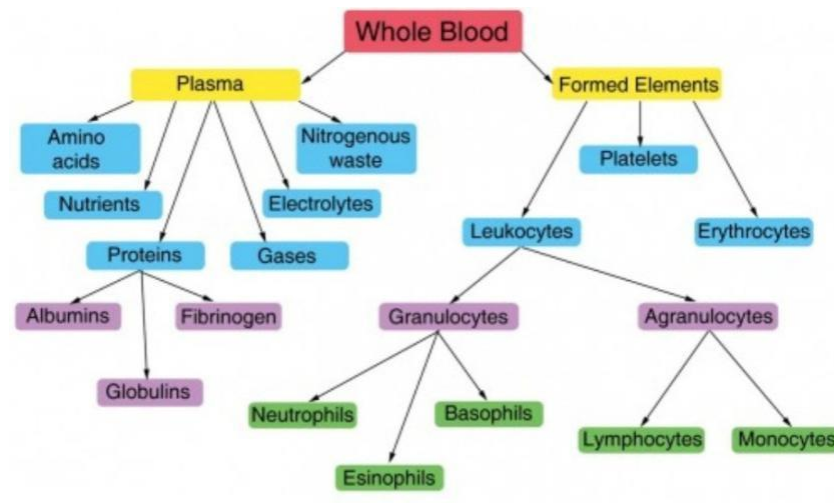 Whole Blood
Plasma
Formed Elements
Amino
acids
Nitrogenous
waste
Platelets
Nutrients
Electrolytes
Leukocytes
Erythrocytes
Proteins
Gases
Albumins
Fibrinogen
Granulocytes
Agranulocytes
Globulins
Neutrophils
Basophils
Lymphocytes
Monocytes
Esinophils